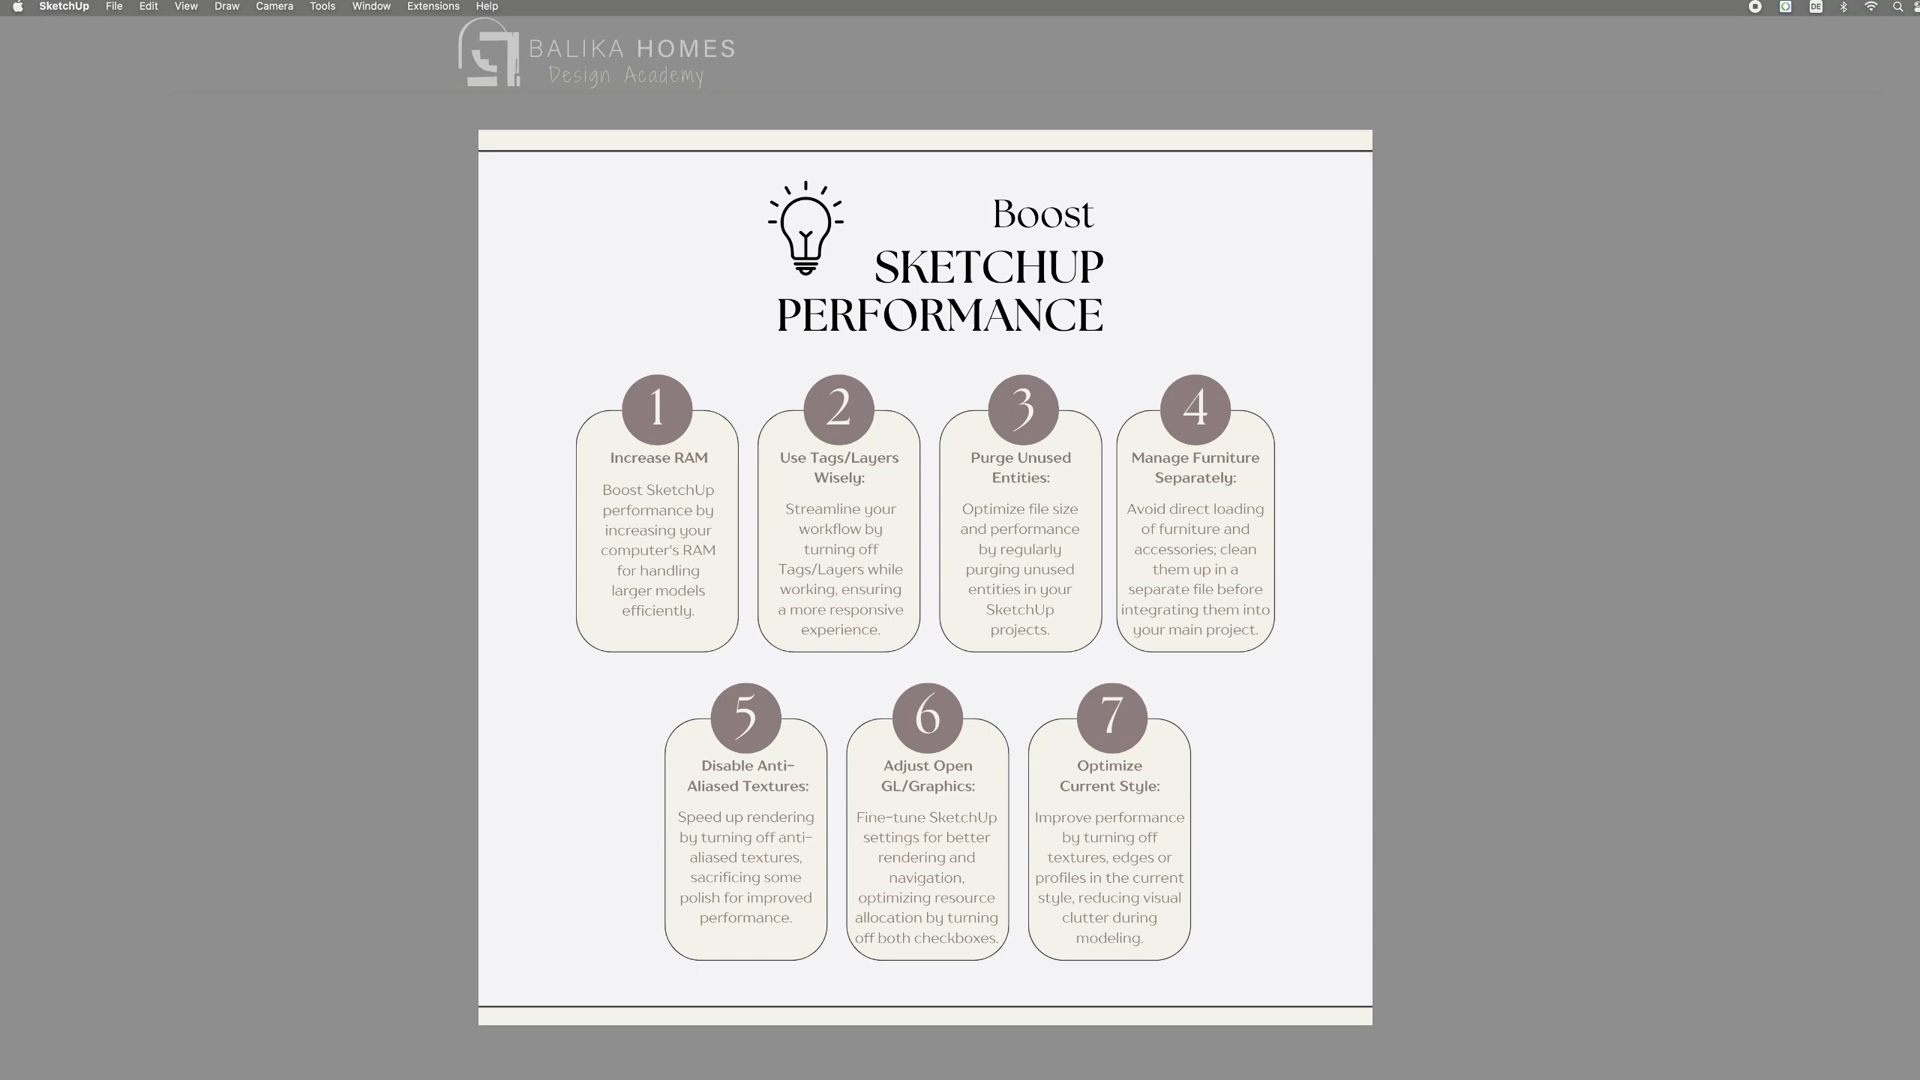 SketchUp File Edit View Draw Camera Tools Window Extensions Help
DE
BALIKA HOMES
Design Academy
Boost
SKETCHUP
PERFORMANCE
1
Increase RAM
Boost SketchUp
performance by
increasing your
computer's RAM
for handling
larger models
efficiently.
2
Use Tags/Layers
Wisely:
Streamline your
workflow by
turning off
Tags/Layers while
working, ensuring
a more responsive
experience.
3
Purge Unused
Entities:
Optimize file size
and performance
by regularly
purging unused
entities in your
SketchUp
projects.
4
Manage Furniture
Separately:
Avoid direct loading
of furniture and
accessories; clean
them up in a
separate file before
integrating them into
your main project.
5
Disable Anti-
Aliased Textures:
Speed up rendering
by turning off anti-
aliased textures,
sacrificing some
polish for improved
performance.
6
Adjust Open
GL/Graphics:
Fine-tune SketchUp
settings for better
rendering and
navigation,
optimizing resource
allocation by turning
off both checkboxes.
7
Optimize
Current Style:
Improve performance
by turning off
textures, edges or
profiles in the current
style, reducing visual
clutter during
modeling.